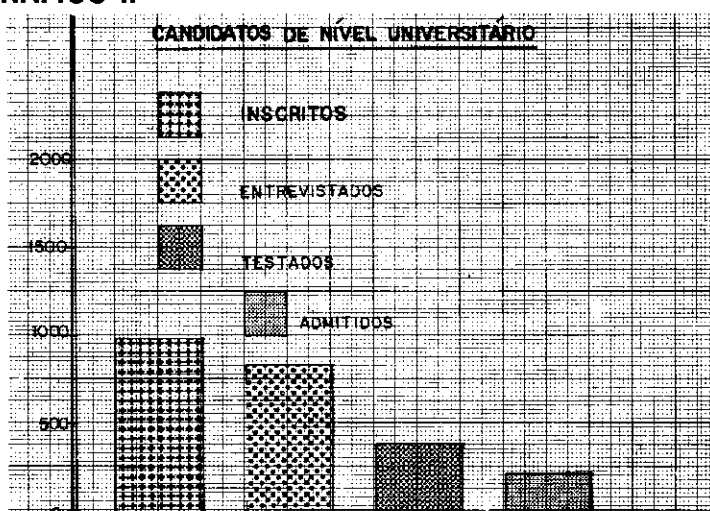 CANDIDATOS DE NÍVEL UNIVERSITÁRIO
INSCRITOS
2000
ENTREVISTADOS
1500
TESTADOS
ADMITIDOS
1000
500